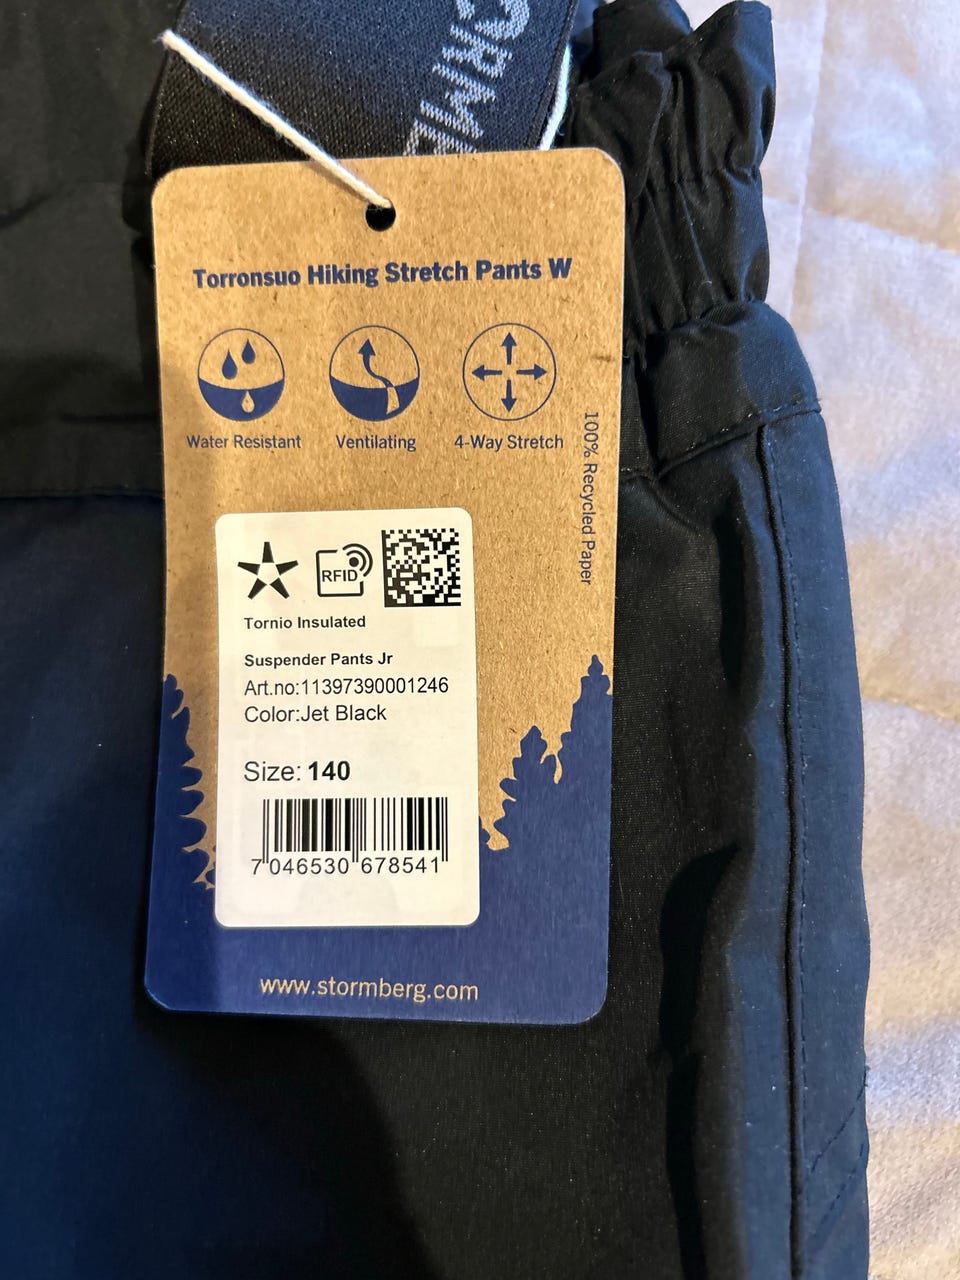 Torronsuo Hiking Stretch Pants W
Water Resistant
Ventilating
4-Way Stretch
100% Recycled Paper
RFID
Tornio Insulated
Suspender Pants Jr
Art.no:11397390001246
Color:Jet Black
Size: 140
7 046530 678541
www.stormberg.com